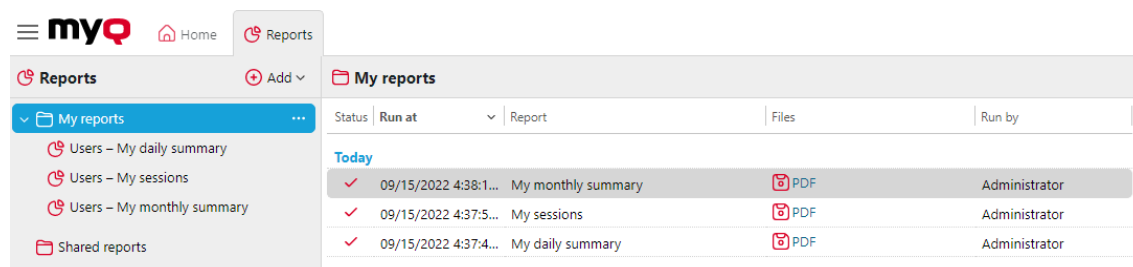 myQ Home Reports
Reports Add
My reports
Users – My daily summary
Users – My sessions
Users – My monthly summary
Shared reports
My reports
Status Run at Report Files Run by
Today
09/15/2022 4:38:1... My monthly summary PDF Administrator
09/15/2022 4:37:5... My sessions PDF Administrator
09/15/2022 4:37:4... My daily summary PDF Administrator